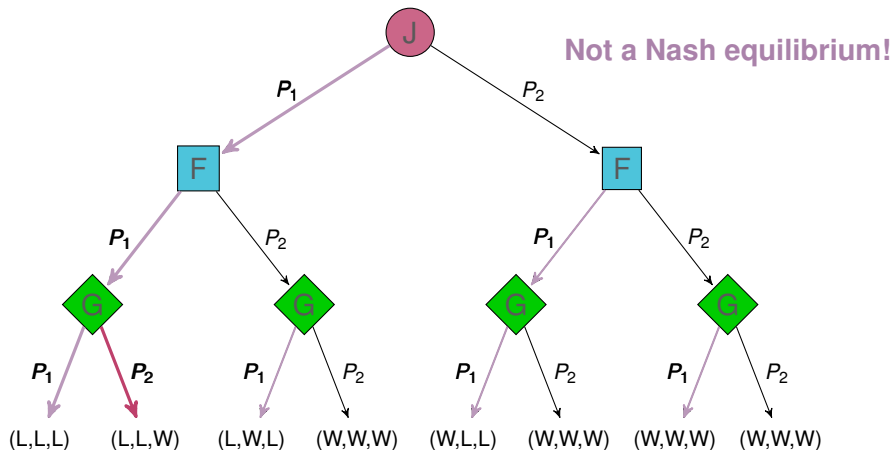 J
Not a Nash equilibrium!
P1 P2
F F
P1 P2 P1 P2
G G G G
P1 P2 P1 P2 P1 P2 P1 P2
(L,L,L) (L,L,W) (L,W,L) (W,W,W) (W,L,L) (W,W,W) (W,W,W) (W,W,W)